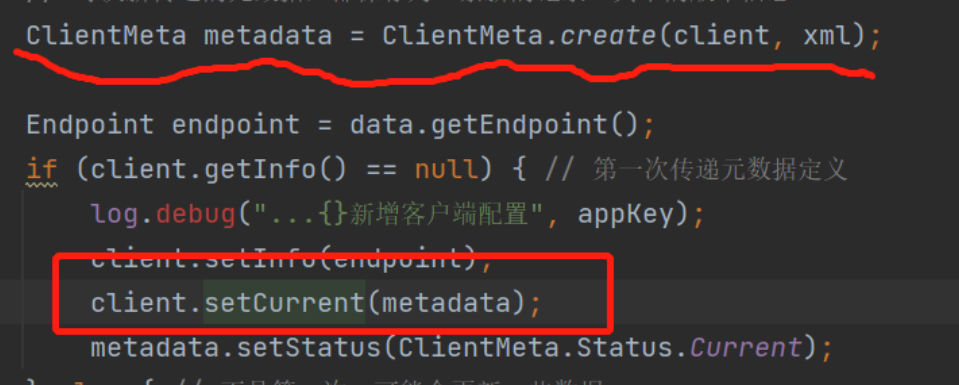 ClientMeta metadata = ClientMeta.create(client, xml);
Endpoint endpoint = data.getEndpoint();
if (client.getInfo() == null) { // 第一次传递元数据定义
log.debug("...{}新增客户端配置", appKey);
client.setInfo(endpoint);
client.setCurrent(metadata);
metadata.setStatus(ClientMeta.Status.Current);